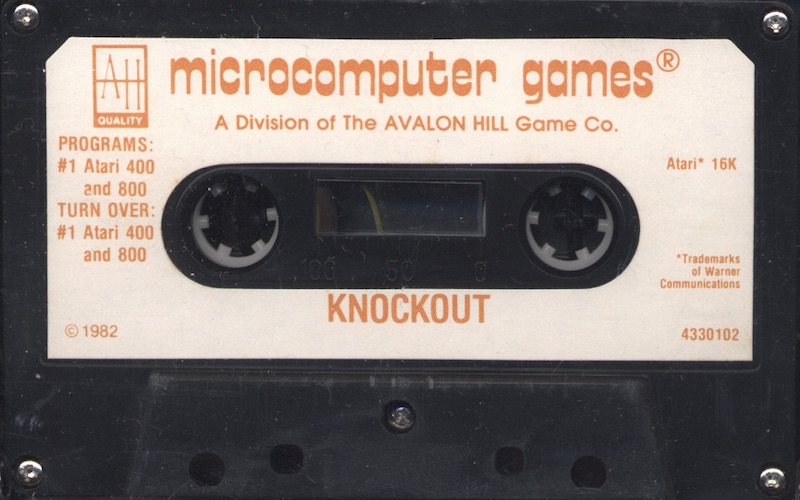 AH
QUALITY
microcomputer games®
A Division of The AVALON HILL Game Co.
PROGRAMS:
#1 Atari 400
and 800
TURN OVER:
#1 Atari 400
and 800
Atari* 16K
100 50 0
*Trademarks
of Warner
Communications
KNOCKOUT
©1982
4330102